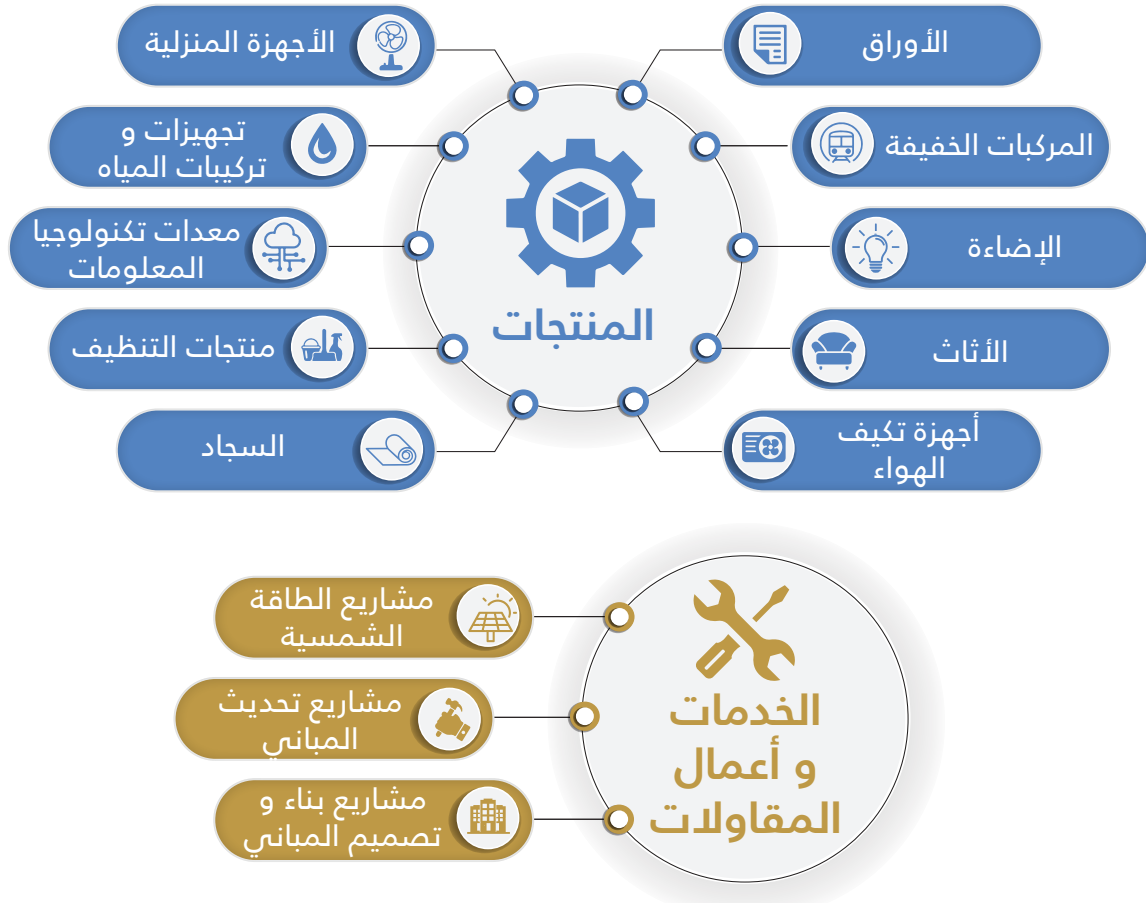 المنتجات
الأوراق
المركبات الخفيفة
الإضاءة
الأثاث
أجهزة تكيف
الهواء
الأجهزة المنزلية
تجهيزات و
تركيبات المياه
معدات تكنولوجيا
المعلومات
منتجات التنظيف
السجاد
الخدمات
و أعمال
المقاولات
مشاريع الطاقة
الشمسية
مشاريع تحديث
المباني
مشاريع بناء و
تصميم المباني